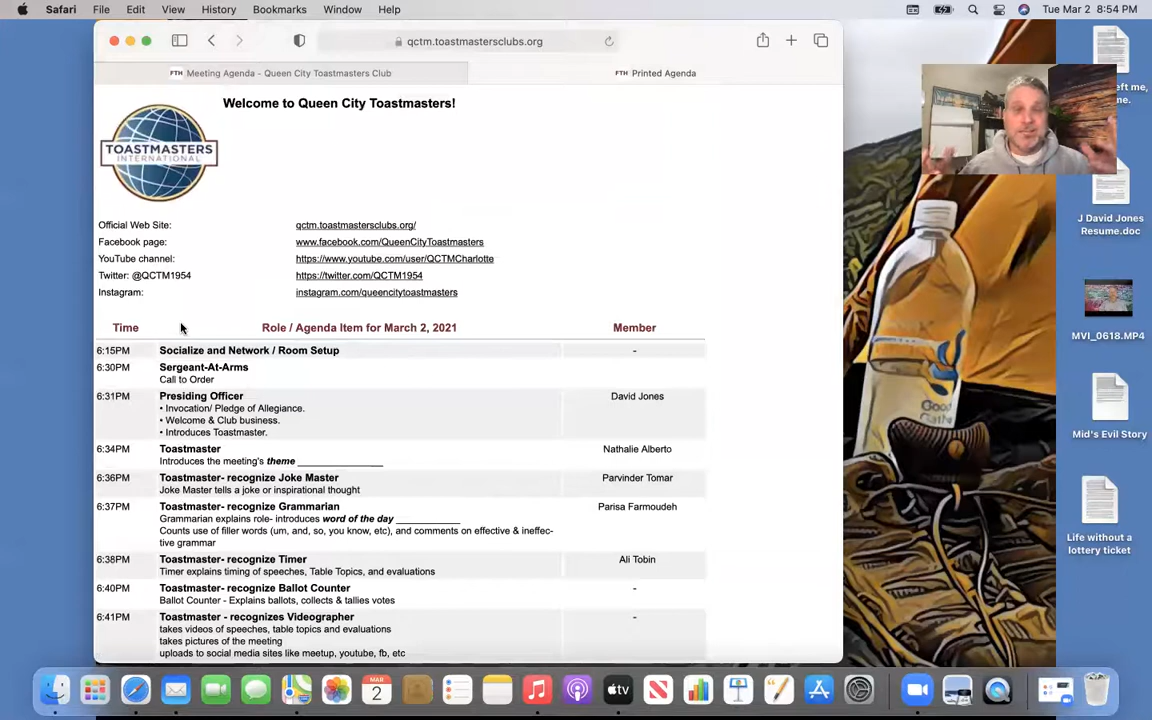 Safari File Edit View History Bookmarks Window Help Tue Mar 2 8:54 PM
qctm.toastmastersclubs.org
FTH Meeting Agenda - Queen City Toastmasters Club
FTH Printed Agenda
Welcome to Queen City Toastmasters!
TOASTMASTERS
INTERNATIONAL
Official Web Site: qctm.toastmastersclubs.org/
Facebook page: www.facebook.com/QueenCityToastmasters
YouTube channel: https://www.youtube.com/user/QCTMCharlotte
Twitter: @QCTM1954 https://twitter.com/QCTM1954
Instagram: instagram.com/queencitytoastmasters
Time Role / Agenda Item for March 2, 2021 Member
6:15PM Socialize and Network / Room Setup -
6:30PM Sergeant-At-Arms
Call to Order
6:31PM Presiding Officer David Jones
• Invocation/ Pledge of Allegiance.
• Welcome & Club business.
• Introduces Toastmaster.
6:34PM Toastmaster Nathalie Alberto
Introduces the meeting's theme _______________
6:36PM Toastmaster- recognize Joke Master Parvinder Tomar
Joke Master tells a joke or inspirational thought
6:37PM Toastmaster- recognize Grammarian Parisa Farmoudeh
Grammarian explains role- introduces word of the day ___________
Counts use of filler words (um, and, so, you know, etc), and comments on effective & ineffec-
tive grammar
6:38PM Toastmaster- recognize Timer Ali Tobin
Timer explains timing of speeches, Table Topics, and evaluations
6:40PM Toastmaster- recognize Ballot Counter -
Ballot Counter - Explains ballots, collects & tallies votes
6:41PM Toastmaster - recognizes Videographer -
takes videos of speeches, table topics and evaluations
takes pictures of the meeting
uploads to social media sites like meetup, youtube, fb, etc
eft me,
ne.
J David Jones
Resume.doc
MVI_0618.MP4
Mid's Evil Story
Life without a
lottery ticket
Good
MAR
2
tv